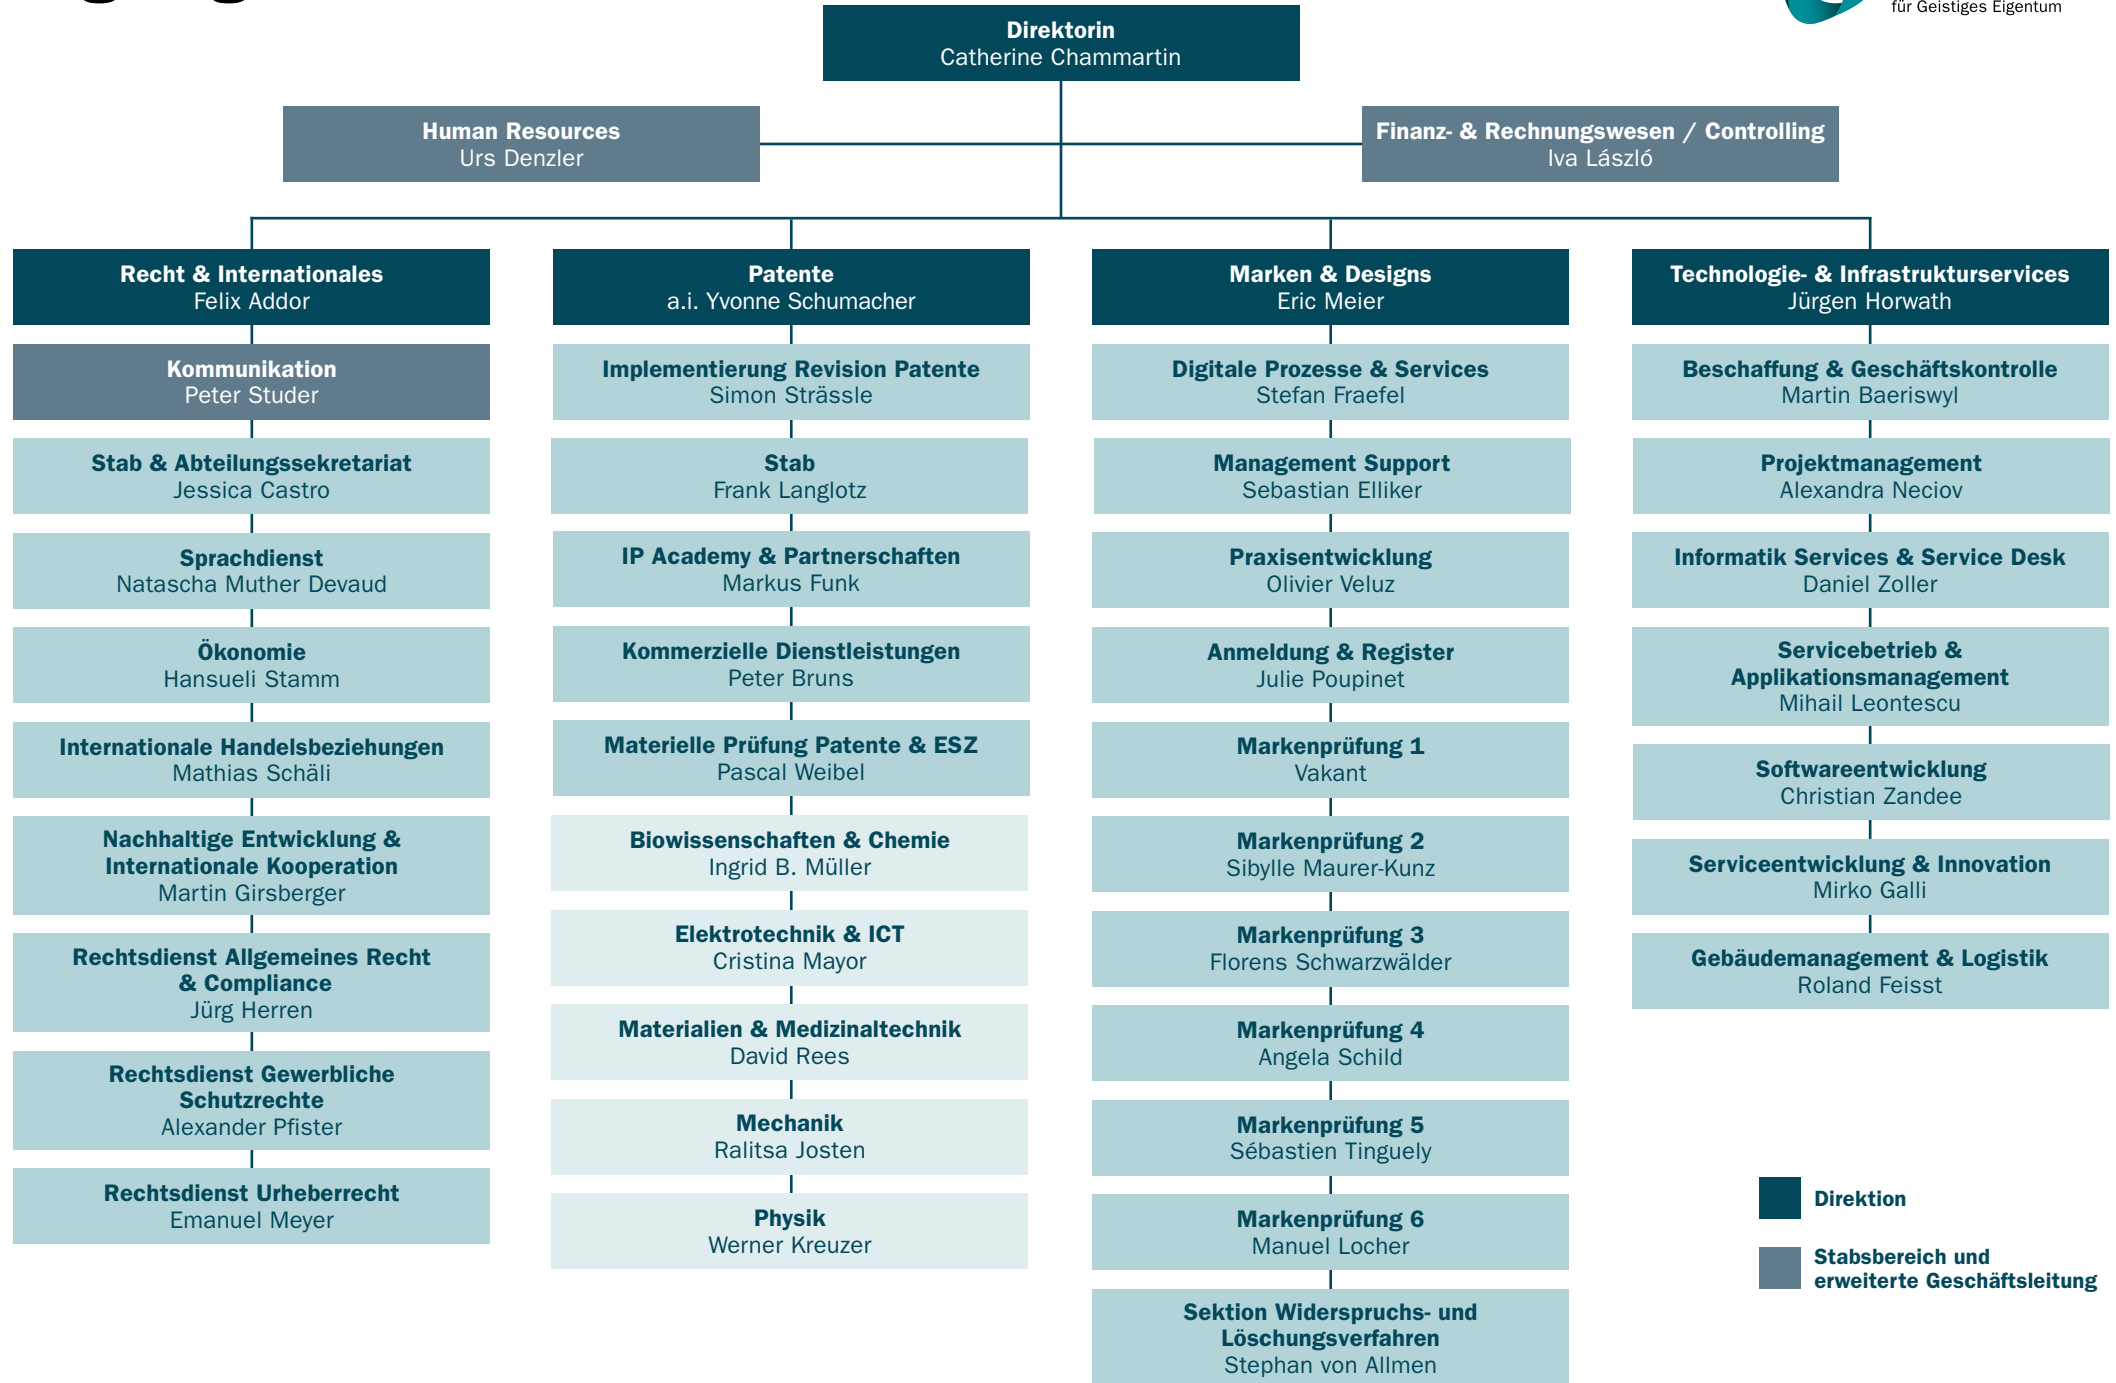 für Geistiges Eigentum
Direktorin
Catherine Chammartin
Human Resources
Urs Denzler
Finanz- & Rechnungswesen / Controlling
Iva László
Recht & Internationales
Felix Addor
Kommunikation
Peter Studer
Stab & Abteilungssekretariat
Jessica Castro
Sprachdienst
Natascha Muther Devaud
Ökonomie
Hansueli Stamm
Internationale Handelsbeziehungen
Mathias Schäli
Nachhaltige Entwicklung &
Internationale Kooperation
Martin Girsberger
Rechtsdienst Allgemeines Recht
& Compliance
Jürg Herren
Rechtsdienst Gewerbliche
Schutzrechte
Alexander Pfister
Rechtsdienst Urheberrecht
Emanuel Meyer
Patente
a.i. Yvonne Schumacher
Implementierung Revision Patente
Simon Strässle
Stab
Frank Langlotz
IP Academy & Partnerschaften
Markus Funk
Kommerzielle Dienstleistungen
Peter Bruns
Materielle Prüfung Patente & ESZ
Pascal Weibel
Biowissenschaften & Chemie
Ingrid B. Müller
Elektrotechnik & ICT
Cristina Mayor
Materialien & Medizinaltechnik
David Rees
Mechanik
Ralitsa Josten
Physik
Werner Kreuzer
Marken & Designs
Eric Meier
Digitale Prozesse & Services
Stefan Fraefel
Management Support
Sebastian Elliker
Praxisentwicklung
Olivier Veluz
Anmeldung & Register
Julie Poupinet
Markenprüfung 1
Vakant
Markenprüfung 2
Sibylle Maurer-Kunz
Markenprüfung 3
Florens Schwarzwälder
Markenprüfung 4
Angela Schild
Markenprüfung 5
Sébastien Tinguely
Markenprüfung 6
Manuel Locher
Sektion Widerspruchs- und
Löschungsverfahren
Stephan von Allmen
Technologie- & Infrastrukturservices
Jürgen Horwath
Beschaffung & Geschäftskontrolle
Martin Baeriswyl
Projektmanagement
Alexandra Neciov
Informatik Services & Service Desk
Daniel Zoller
Servicebetrieb &
Applikationsmanagement
Mihail Leontescu
Softwareentwicklung
Christian Zandee
Serviceentwicklung & Innovation
Mirko Galli
Gebäudemanagement & Logistik
Roland Feisst
Direktion
Stabsbereich und
erweiterte Geschäftsleitung